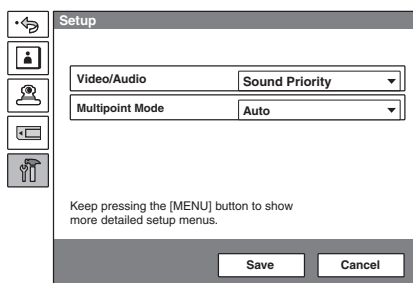 Setup
Video/Audio Sound Priority
Multipoint Mode Auto
Keep pressing the [MENU] button to show
more detailed setup menus.
Save Cancel